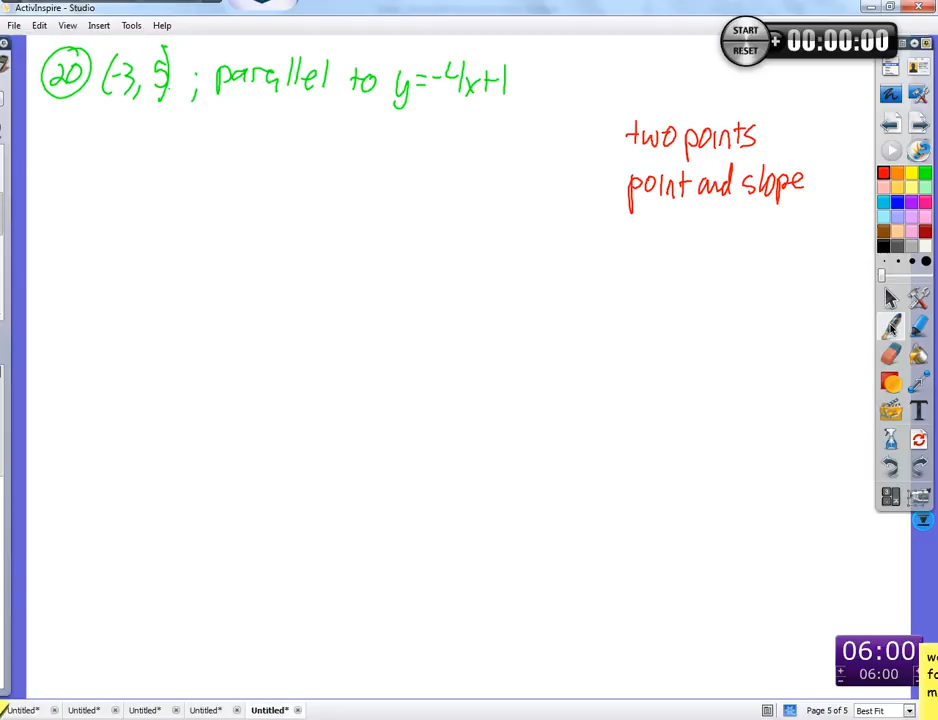 ActivInspire - Studio
File Edit View Insert Tools Help
START
RESET
+ 00:00:00
20 (-3, 5) ; parallel to y=-4x+1
two points
point and slope
06:00
06:00
w
fo
m
Untitled* Untitled* Untitled* Untitled* Untitled*
Page 5 of 5 Best Fit